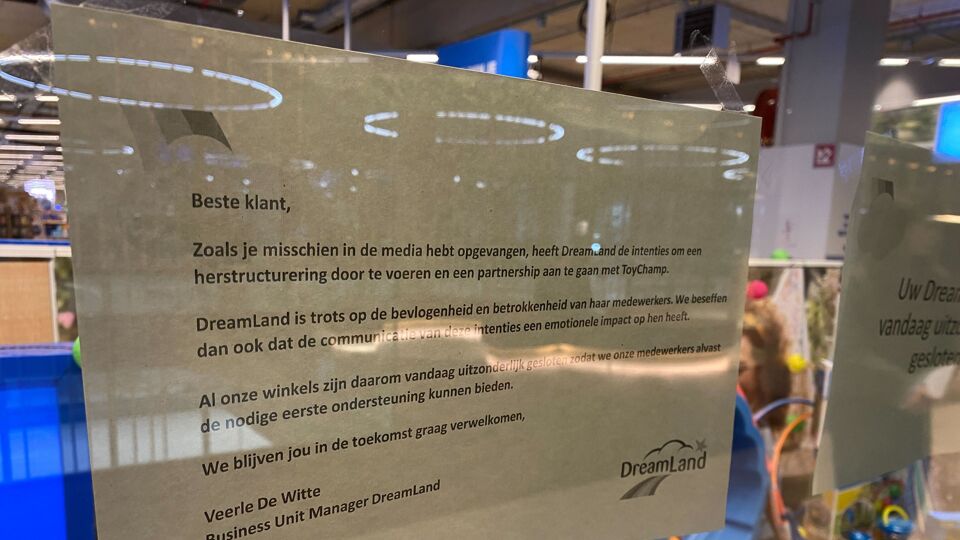 Beste klant,
Zoals je misschien in de media hebt opgevangen, heeft DreamLand de intenties om een
herstructurering door te voeren en een partnership aan te gaan met ToyChamp.
DreamLand is trots op de bevlogenheid en betrokkenheid van haar medewerkers. We beseffen
dan ook dat de communicatie van deze intenties een emotionele impact op hen heeft.
Al onze winkels zijn daarom vandaag uitzonderlijk gesloten zodat we onze medewerkers alvast
de nodige eerste ondersteuning kunnen bieden.
We blijven jou in de toekomst graag verwelkomen,
Veerle De Witte
Business Unit Manager DreamLand
DreamLand
Uw Dream
vandaag uitzo
gesloten